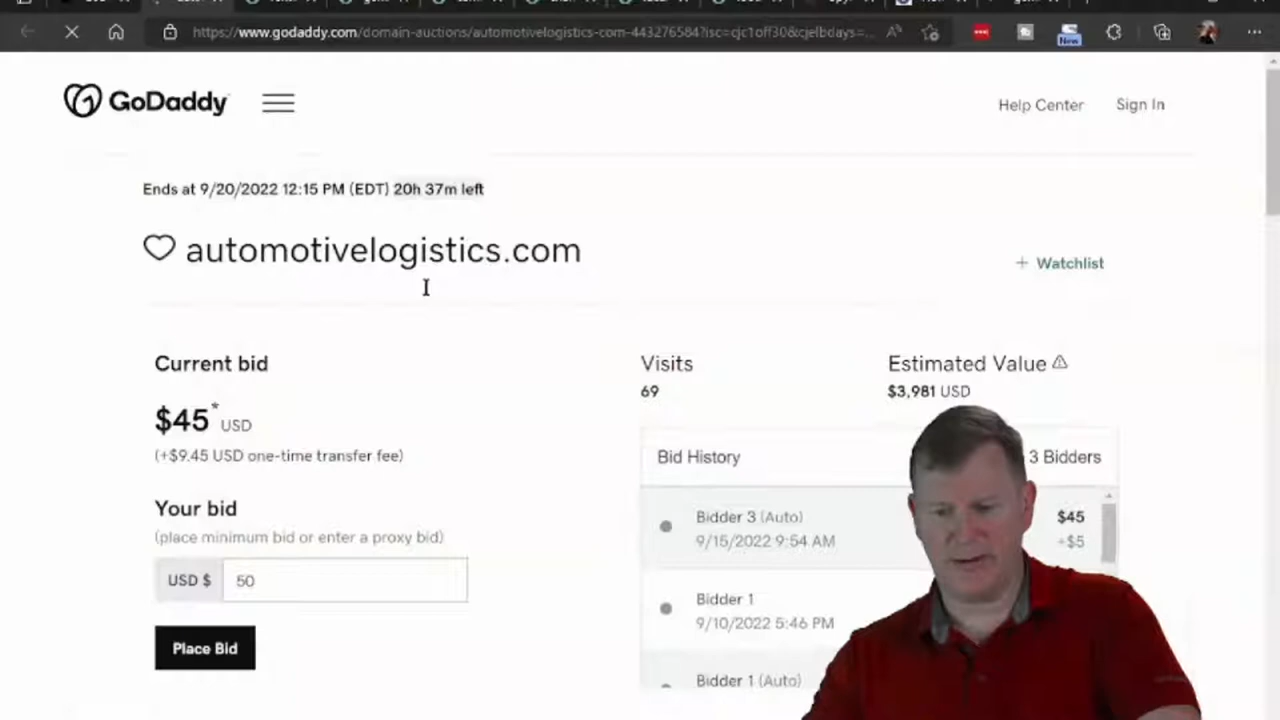 https://www.godaddy.com/domain-auctions/automotivelogistics-com-443276584?isc=cjc1off30&cjelbdays=...
New
GoDaddy
Help Center
Sign In
Ends at 9/20/2022 12:15 PM (EDT) 20h 37m left
automotivelogistics.com
+ Watchlist
Current bid
Visits
Estimated Value
69
$3,981 USD
$45* USD
(+$9.45 USD one-time transfer fee)
Bid History
3 Bidders
Your bid
(place minimum bid or enter a proxy bid)
Bidder 3 (Auto)
$45
9/15/2022 9:54 AM
+$5
USD $
50
Bidder 1
9/10/2022 5:46 PM
Place Bid
Bidder 1 (Auto)